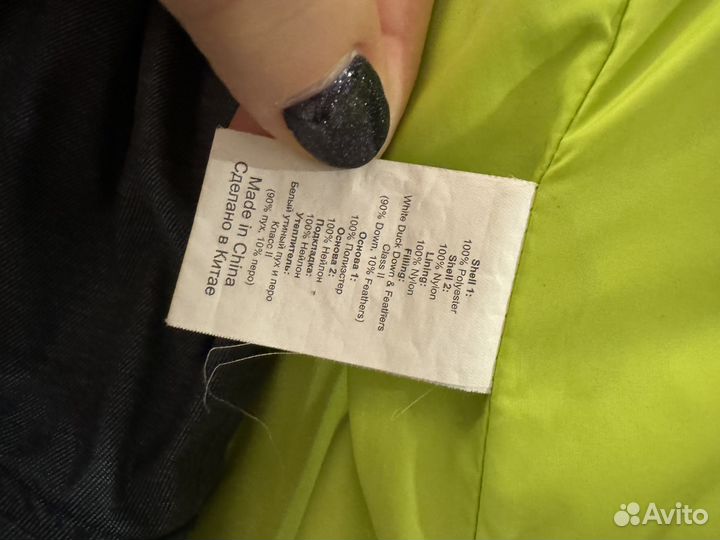 Shell 1:
100% Polyester
Shell 2:
100% Nylon
Lining:
100% Nylon
Filling:
White Duck Down & Feathers
Class II
(90% Down, 10% Feathers)
Основа 1:
100% Полиэстер
Основа 2:
100% Нейлон
Подкладка:
100% Нейлон
Утеплитель:
Белый утиный пух и перо
Класс II
(90% пух, 10% перо)
Made in China
Сделано в Китае
Avito